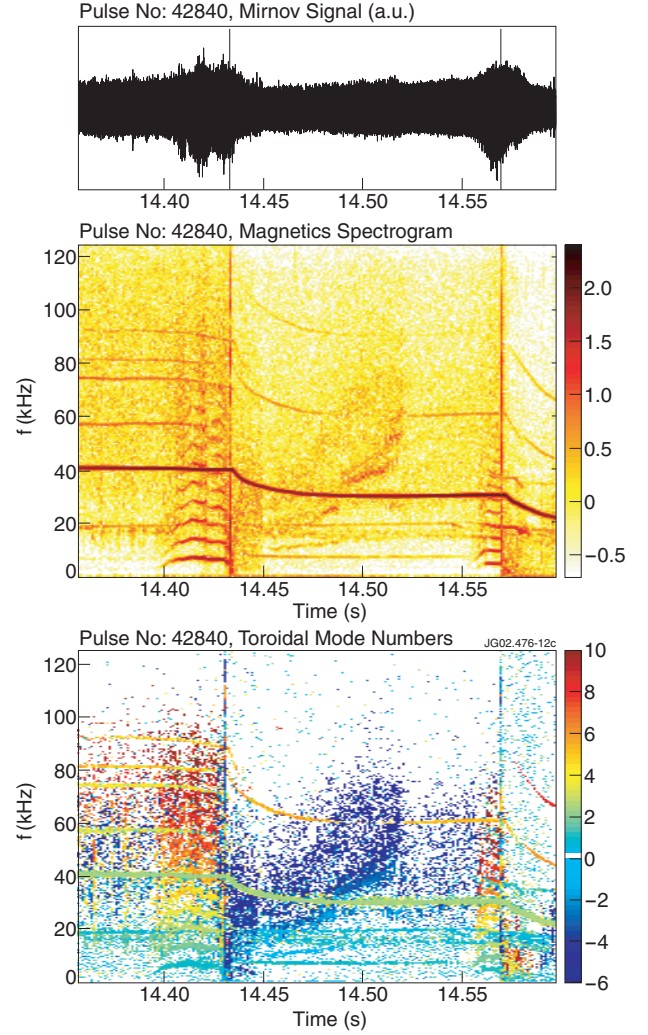 Pulse No: 42840, Mirnov Signal (a.u.)
14.40 14.45 14.50 14.55
Pulse No: 42840, Magnetics Spectrogram
120
100
80
60
40
20
0
f (kHz)
2.0
1.5
1.0
0.5
0
−0.5
14.40 14.45 14.50 14.55
Time (s)
Pulse No: 42840, Toroidal Mode Numbers
JG02.476-12c
120
100
80
60
40
20
0
f (kHz)
10
8
6
4
2
0
−2
−4
−6
14.40 14.45 14.50 14.55
Time (s)